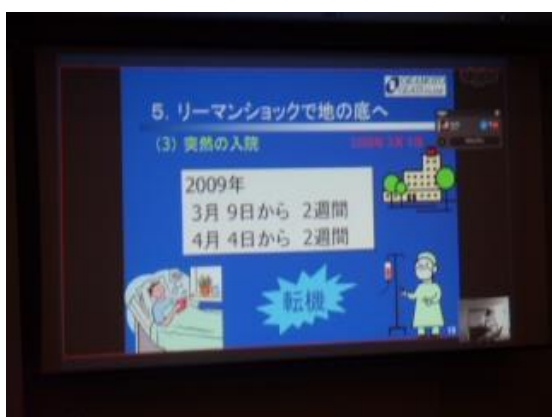 5. リーマンショックで地の底へ
(3) 突然の入院
2009年
3月 9日から 2週間
4月 4日から 2週間
転機